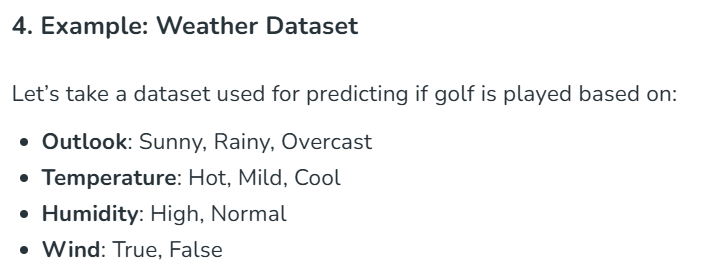 4. Example: Weather Dataset
Let’s take a dataset used for predicting if golf is played based on:
• Outlook: Sunny, Rainy, Overcast
• Temperature: Hot, Mild, Cool
• Humidity: High, Normal
• Wind: True, False